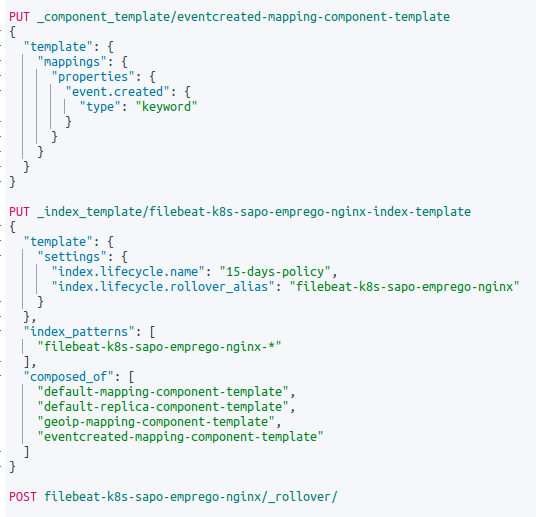 PUT _component_template/eventcreated-mapping-component-template
{
  "template": {
    "mappings": {
      "properties": {
        "event.created": {
          "type": "keyword"
        }
      }
    }
  }
}
PUT _index_template/filebeat-k8s-sapo-emprego-nginx-index-template
{
  "template": {
    "settings": {
      "index.lifecycle.name": "15-days-policy",
      "index.lifecycle.rollover_alias": "filebeat-k8s-sapo-emprego-nginx"
    }
  },
  "index_patterns": [
    "filebeat-k8s-sapo-emprego-nginx-*"
  ],
  "composed_of": [
    "default-mapping-component-template",
    "default-replica-component-template",
    "geoip-mapping-component-template",
    "eventcreated-mapping-component-template"
  ]
}
POST filebeat-k8s-sapo-emprego-nginx/_rollover/